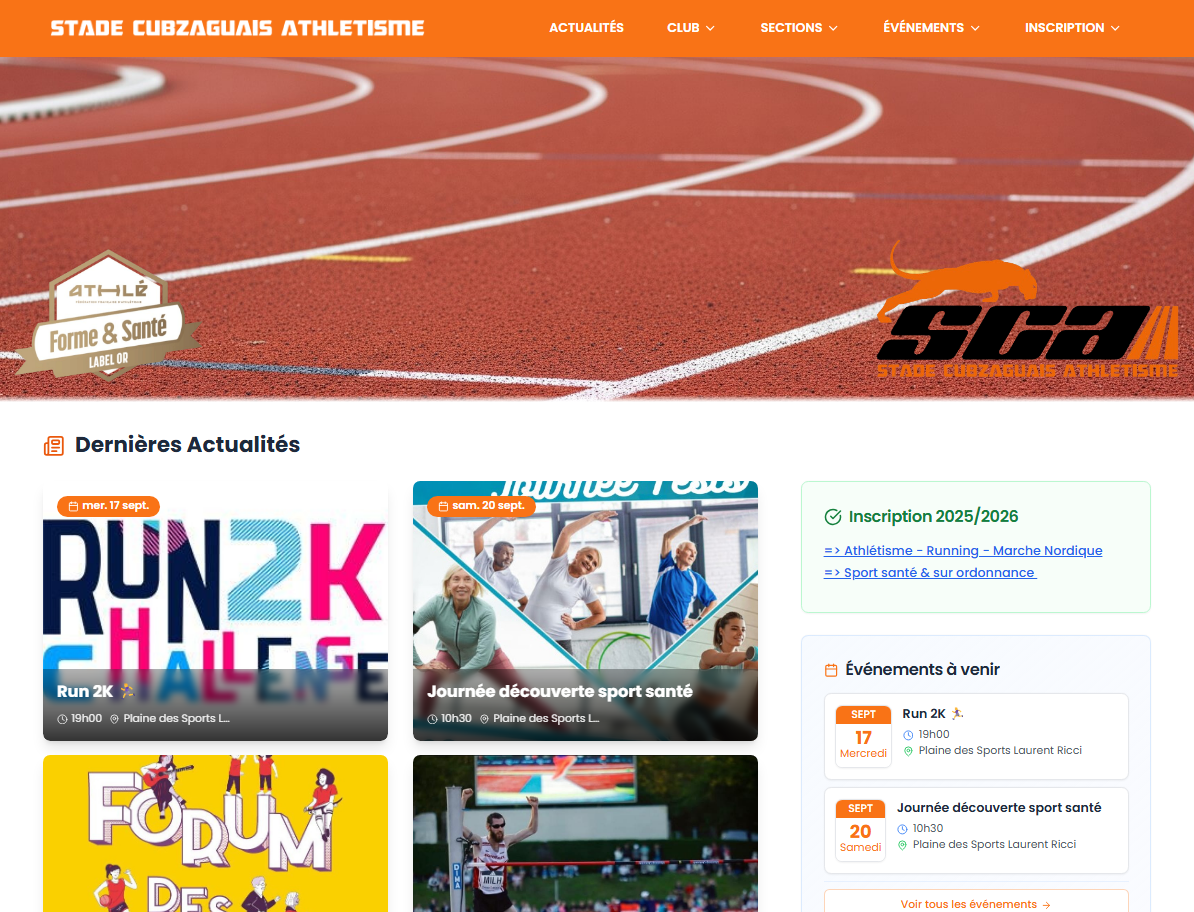 STADE CUBZAGUAIS ATHLETISME
ACTUALITÉS
CLUB
SECTIONS
ÉVÉNEMENTS
INSCRIPTION
ATHLÉ
Forme & Santé
LABEL OR
sca
STADE CUBZAGUAIS ATHLETISME
Dernières Actualités
mer. 17 sept.
RUN2K
CHALLENGE
Run 2K
19h00
Plaine des Sports L...
Journée Tests
sam. 20 sept.
Journée découverte sport santé
10h30
Plaine des Sports L...
Inscription 2025/2026
=> Athlétisme - Running - Marche Nordique
=> Sport santé & sur ordonnance
Événements à venir
SEPT
17
Mercredi
Run 2K
19h00
Plaine des Sports Laurent Ricci
SEPT
20
Samedi
Journée découverte sport santé
10h30
Plaine des Sports Laurent Ricci
Voir tous les événements →
FORUM
DES
DIMA
MILH